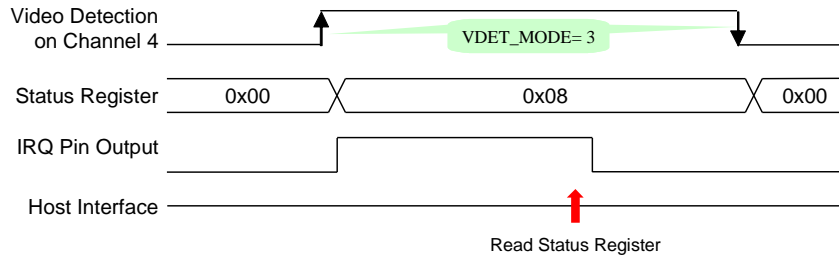 Video Detection
on Channel 4
VDET_MODE= 3
Status Register
0x00
0x08
0x00
IRQ Pin Output
Host Interface
Read Status Register